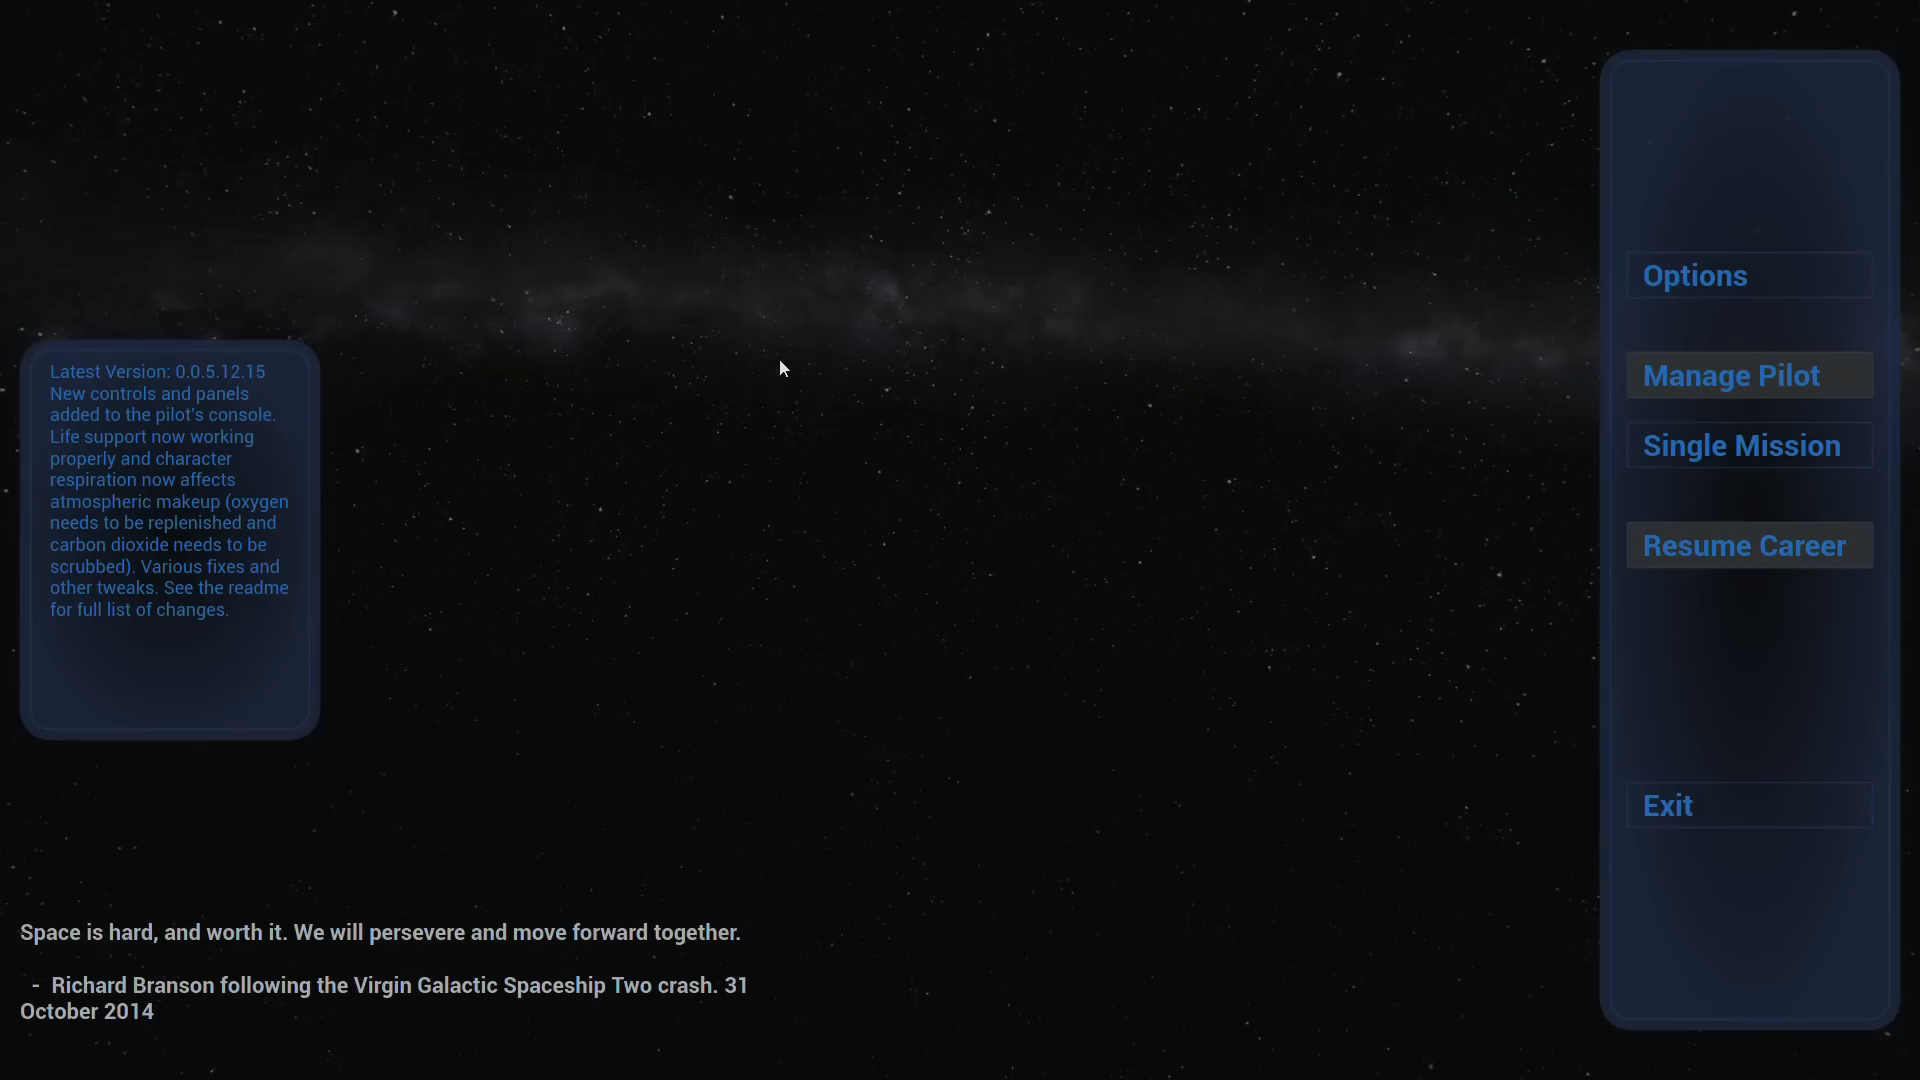 Latest Version: 0.0.5.12.15
New controls and panels
added to the pilot's console.
Life support now working
properly and character
respiration now affects
atmospheric makeup (oxygen
needs to be replenished and
carbon dioxide needs to be
scrubbed). Various fixes and
other tweaks. See the readme
for full list of changes.
Options
Manage Pilot
Single Mission
Resume Career
Exit
Space is hard, and worth it. We will persevere and move forward together.
- Richard Branson following the Virgin Galactic Spaceship Two crash. 31
October 2014